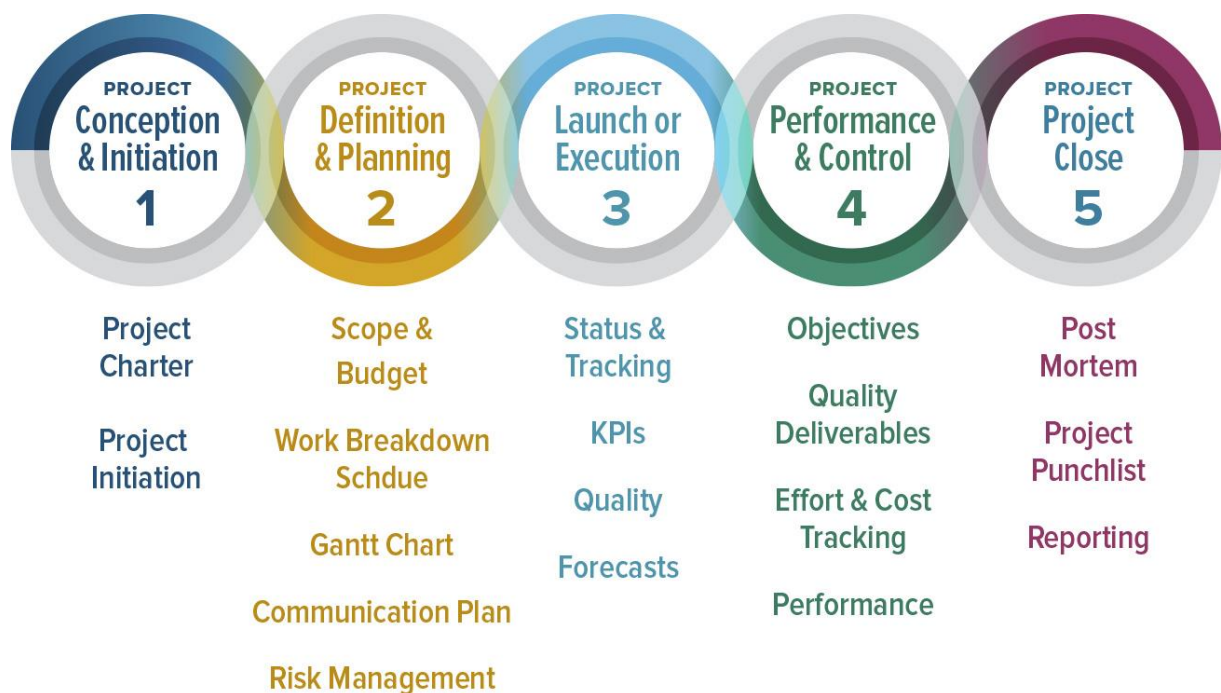 PROJECT
Conception
& Initiation
1
PROJECT
Definition
& Planning
2
PROJECT
Launch or
Execution
3
PROJECT
Performance
& Control
4
PROJECT
Project
Close
5
Project
Charter
Project
Initiation
Scope &
Budget
Work Breakdown
Schdue
Gantt Chart
Communication Plan
Risk Management
Status &
Tracking
KPIs
Quality
Forecasts
Objectives
Quality
Deliverables
Effort & Cost
Tracking
Performance
Post
Mortem
Project
Punchlist
Reporting